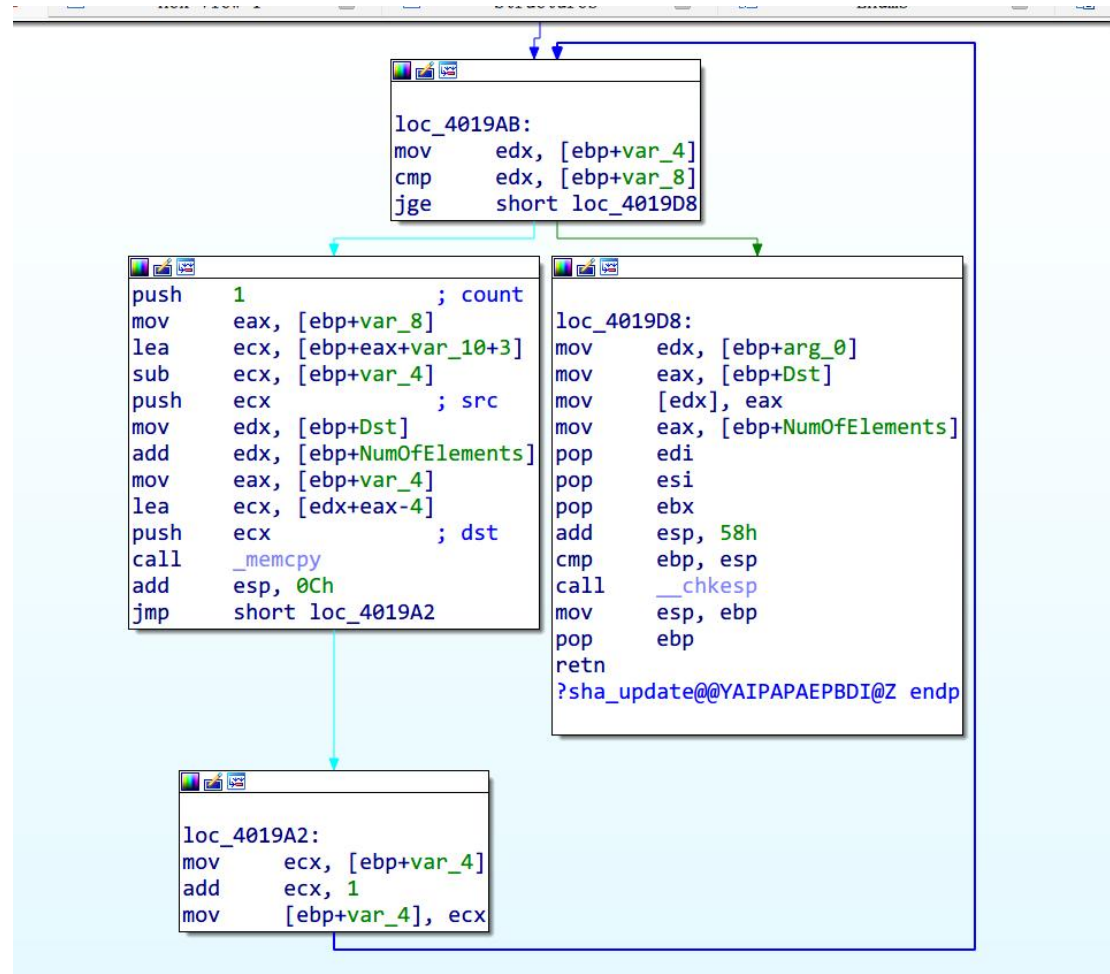 loc_4019AB:
mov edx, [ebp+var_4]
cmp edx, [ebp+var_8]
jge short loc_4019D8
push 1 ; count
mov eax, [ebp+var_8]
lea ecx, [ebp+eax+var_10+3]
sub ecx, [ebp+var_4]
push ecx ; src
mov edx, [ebp+Dst]
add edx, [ebp+NumOfElements]
mov eax, [ebp+var_4]
lea ecx, [edx+eax-4]
push ecx ; dst
call _memcpy
add esp, 0Ch
jmp short loc_4019A2
loc_4019D8:
mov edx, [ebp+arg_0]
mov eax, [ebp+Dst]
mov [edx], eax
mov eax, [ebp+NumOfElements]
pop edi
pop esi
pop ebx
add esp, 58h
cmp ebp, esp
call __chkesp
mov esp, ebp
pop ebp
retn
?sha_update@@YAIPAPAEPBDI@Z endp
loc_4019A2:
mov ecx, [ebp+var_4]
add ecx, 1
mov [ebp+var_4], ecx